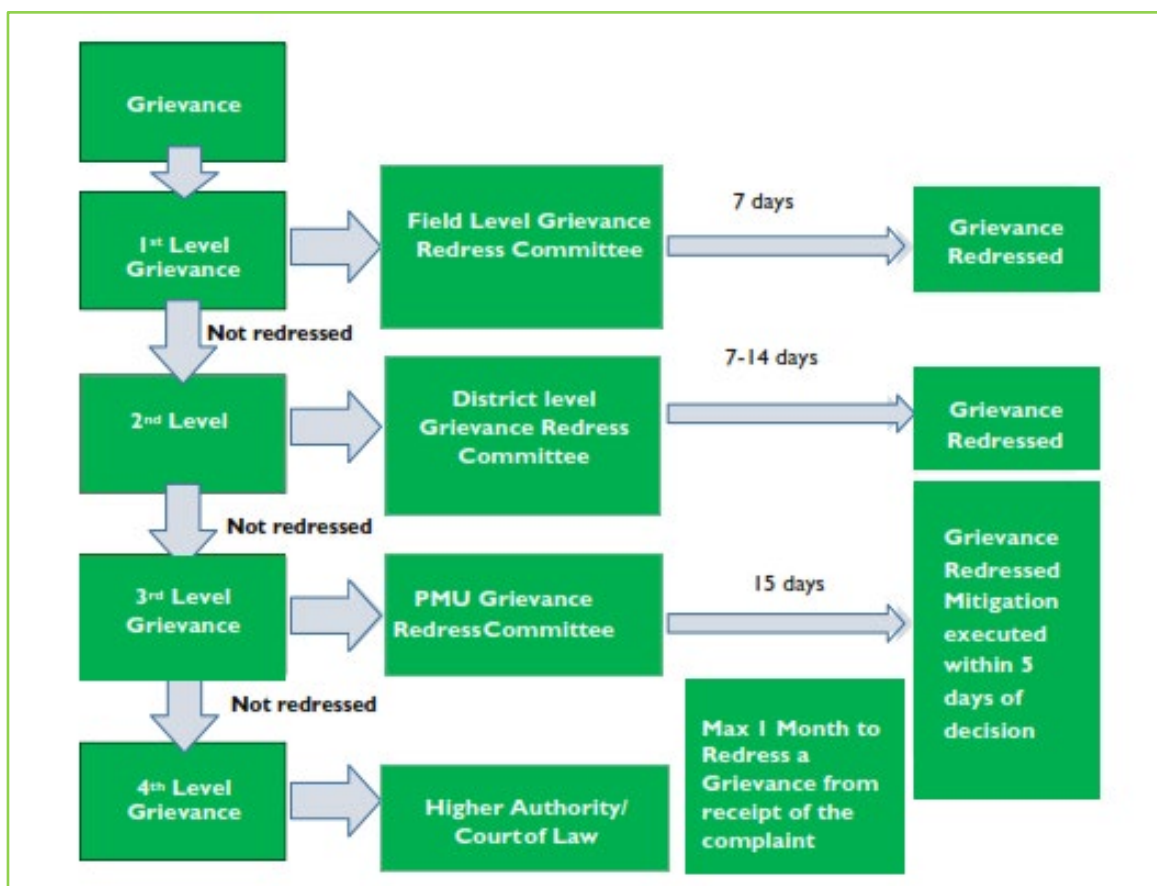 Grievance
1st Level
Grievance
Field Level Grievance
Redress Committee
7 days
Grievance
Redressed
Not redressed
2nd Level
District level
Grievance Redress
Committee
7-14 days
Grievance
Redressed
Not redressed
3rd Level
Grievance
PMU Grievance
RedressCommittee
15 days
Grievance
Redressed
Mitigation
executed
within 5
days of
decision
Not redressed
4th Level
Grievance
Higher Authority/
Court of Law
Max 1 Month to
Redress a
Grievance from
receipt of the
complaint